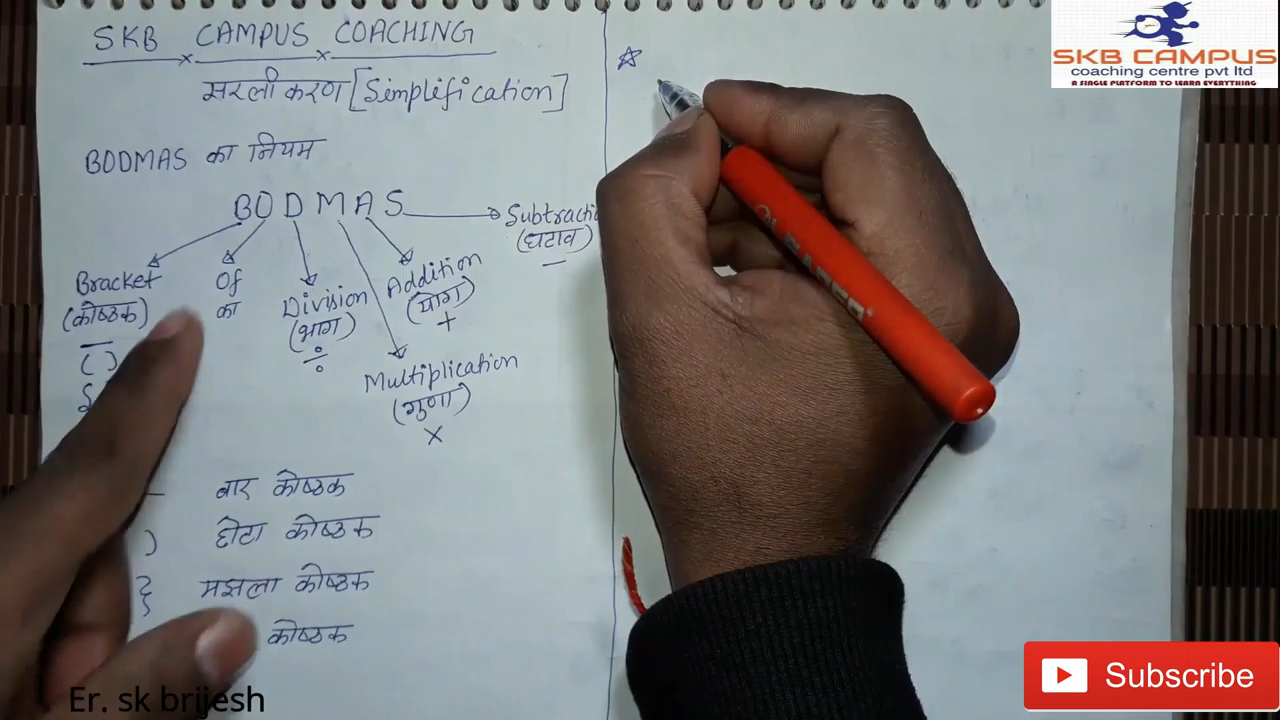 SKB CAMPUS COACHING
सरलीकरण [Simplification]
BODMAS का नियम
BODMAS
Subtracti
(घटाव)
−
Bracket
(कोष्ठक)
( )
Of
का
Division
(भाग)
÷
Addition
(योग)
+
Multiplication
(गुणा)
×
बार कोष्ठक
) छोटा कोष्ठक
} मझला कोष्ठक
कोष्ठक
Er. sk brijesh
SKB CAMPUS
coaching centre pvt ltd
A SINGLE PLATFORM TO LEARN EVERYTHING
Subscribe